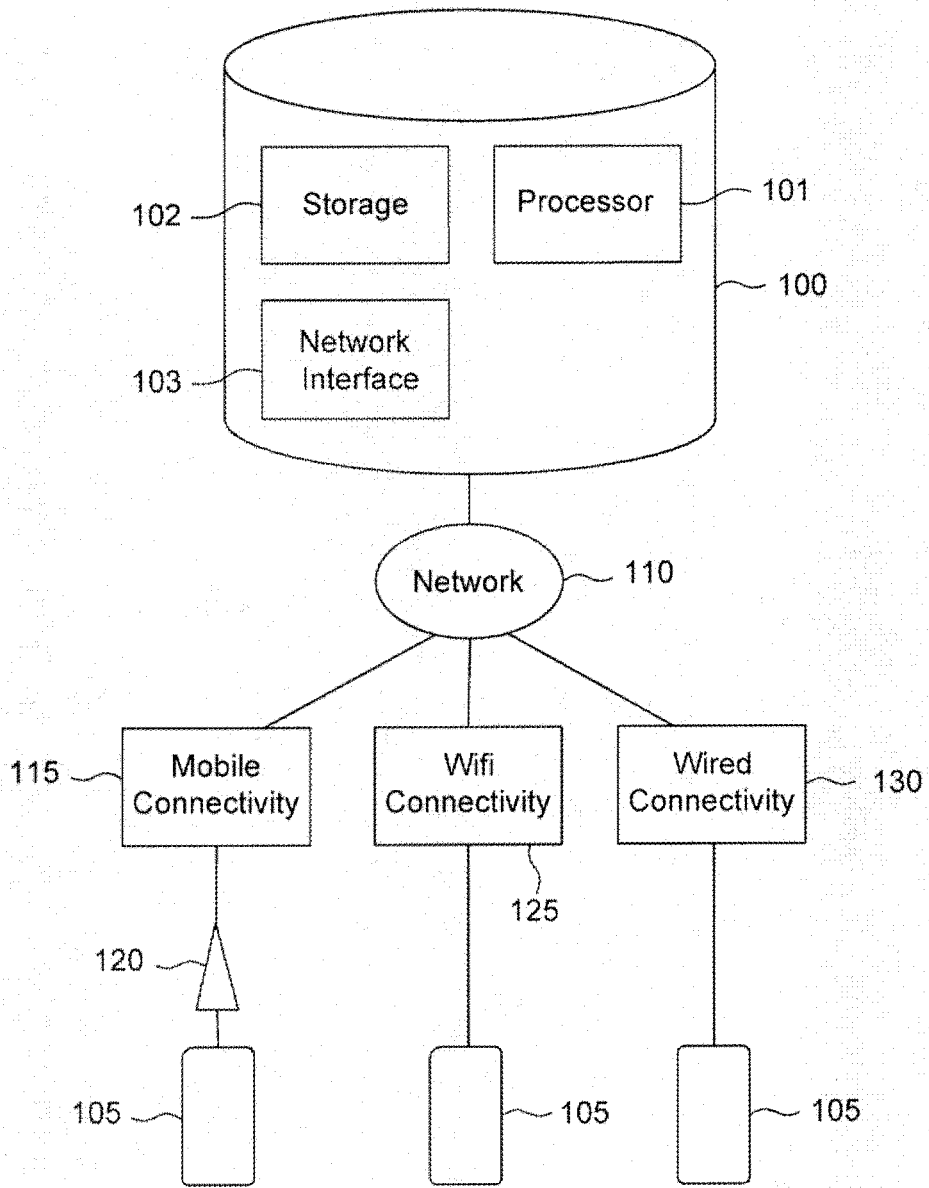 Storage
Processor
102
101
100
Network
Interface
103
Network
110
115
Mobile
Connectivity
Wifi
Connectivity
Wired
Connectivity
130
125
120
105
105
105